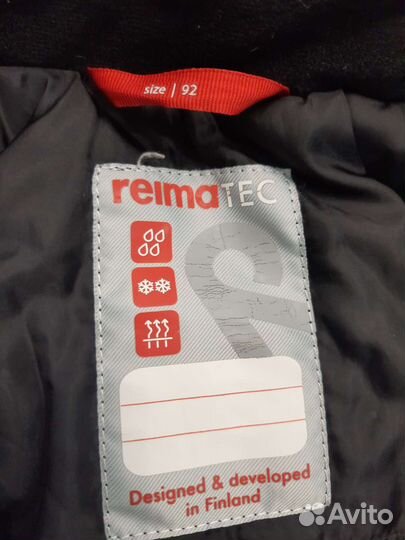 size | 92
reimaTEC
Designed & developed
in Finland
Avito